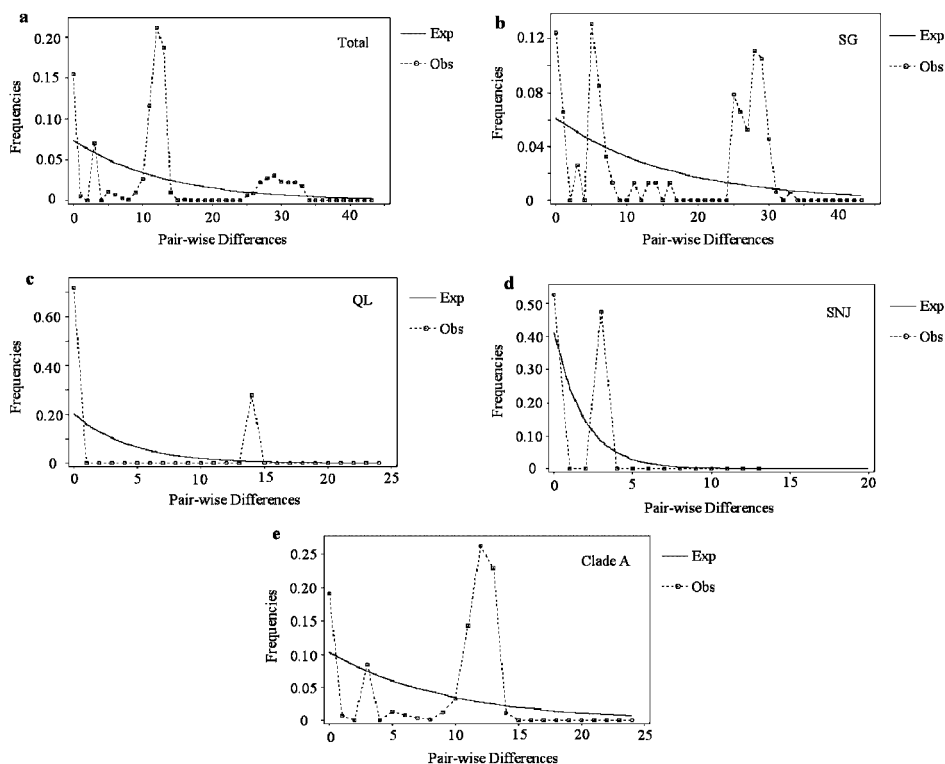 a
Total
Exp
Obs
Frequencies
0.20
0.15
0.10
0.05
0
0
10
20
30
40
Pair-wise Differences
b
SG
Exp
Obs
Frequencies
0.12
0.08
0.04
0
0
10
20
30
40
Pair-wise Differences
c
QL
Exp
Obs
Frequencies
0.60
0.40
0.20
0
0
5
10
15
20
25
Pair-wise Differences
d
SNJ
Exp
Obs
Frequencies
0.50
0.40
0.30
0.20
0.10
0
0
5
10
15
20
Pair-wise Differences
e
Clade A
Exp
Obs
Frequencies
0.25
0.20
0.15
0.10
0.05
0
0
5
10
15
20
25
Pair-wise Differences